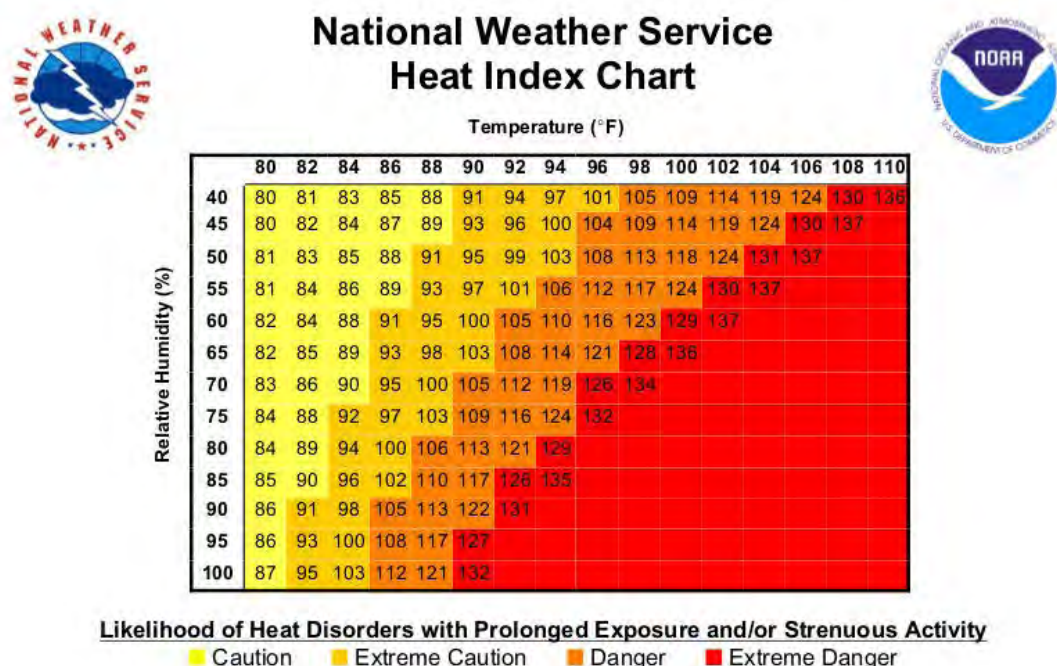 National Weather Service
Heat Index Chart
NATIONAL WEATHER SERVICE
NOAA
NATIONAL OCEANIC AND ATMOSPHERIC
U.S. DEPARTMENT OF COMMERCE
Temperature (°F)
80 82 84 86 88 90 92 94 96 98 100 102 104 106 108 110
Relative Humidity (%)
40 80 81 83 85 88 91 94 97 101 105 109 114 119 124 130 136
45 80 82 84 87 89 93 96 100 104 109 114 119 124 130 137
50 81 83 85 88 91 95 99 103 108 113 118 124 131 137
55 81 84 86 89 93 97 101 106 112 117 124 130 137
60 82 84 88 91 95 100 105 110 116 123 129 137
65 82 85 89 93 98 103 108 114 121 128 136
70 83 86 90 95 100 105 112 119 126 134
75 84 88 92 97 103 109 116 124 132
80 84 89 94 100 106 113 121 129
85 85 90 96 102 110 117 126 135
90 86 91 98 105 113 122 131
95 86 93 100 108 117 127
100 87 95 103 112 121 132
Likelihood of Heat Disorders with Prolonged Exposure and/or Strenuous Activity
Caution Extreme Caution Danger Extreme Danger